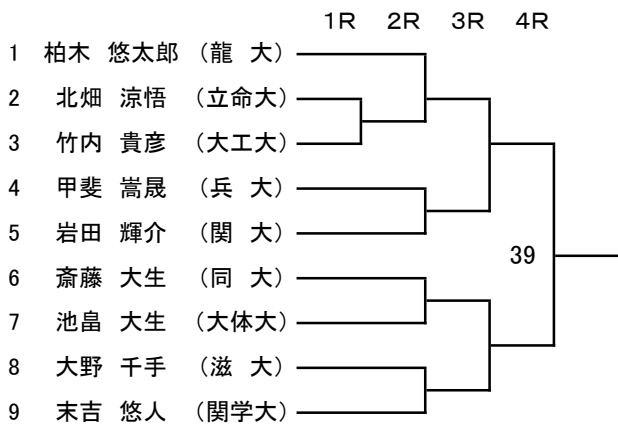 1R 2R 3R 4R
1 柏木 悠太郎 (龍 大)
2 北畑 涼悟 (立命大)
3 竹内 貴彦 (大工大)
4 甲斐 嵩晟 (兵 大)
5 岩田 輝介 (関 大)
39
6 斎藤 大生 (同 大)
7 池畠 大生 (大体大)
8 大野 千手 (滋 大)
9 末吉 悠人 (関学大)